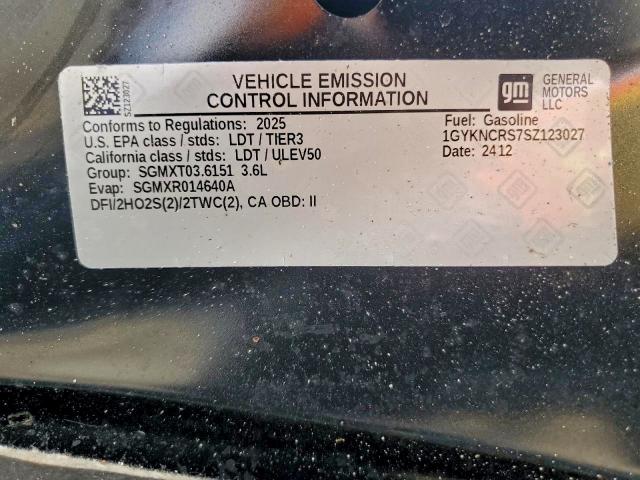 VEHICLE EMISSION
CONTROL INFORMATION
gm
GENERAL
MOTORS
LLC
SZ123027
Conforms to Regulations: 2025
U.S. EPA class / stds: LDT / TIER3
California class / stds: LDT / ULEV50
Group: SGMXT03.6151 3.6L
Evap: SGMXR014640A
DFI/2HO2S(2)/2TWC(2), CA OBD: II
Fuel: Gasoline
1GYKNCRS7SZ123027
Date: 2412